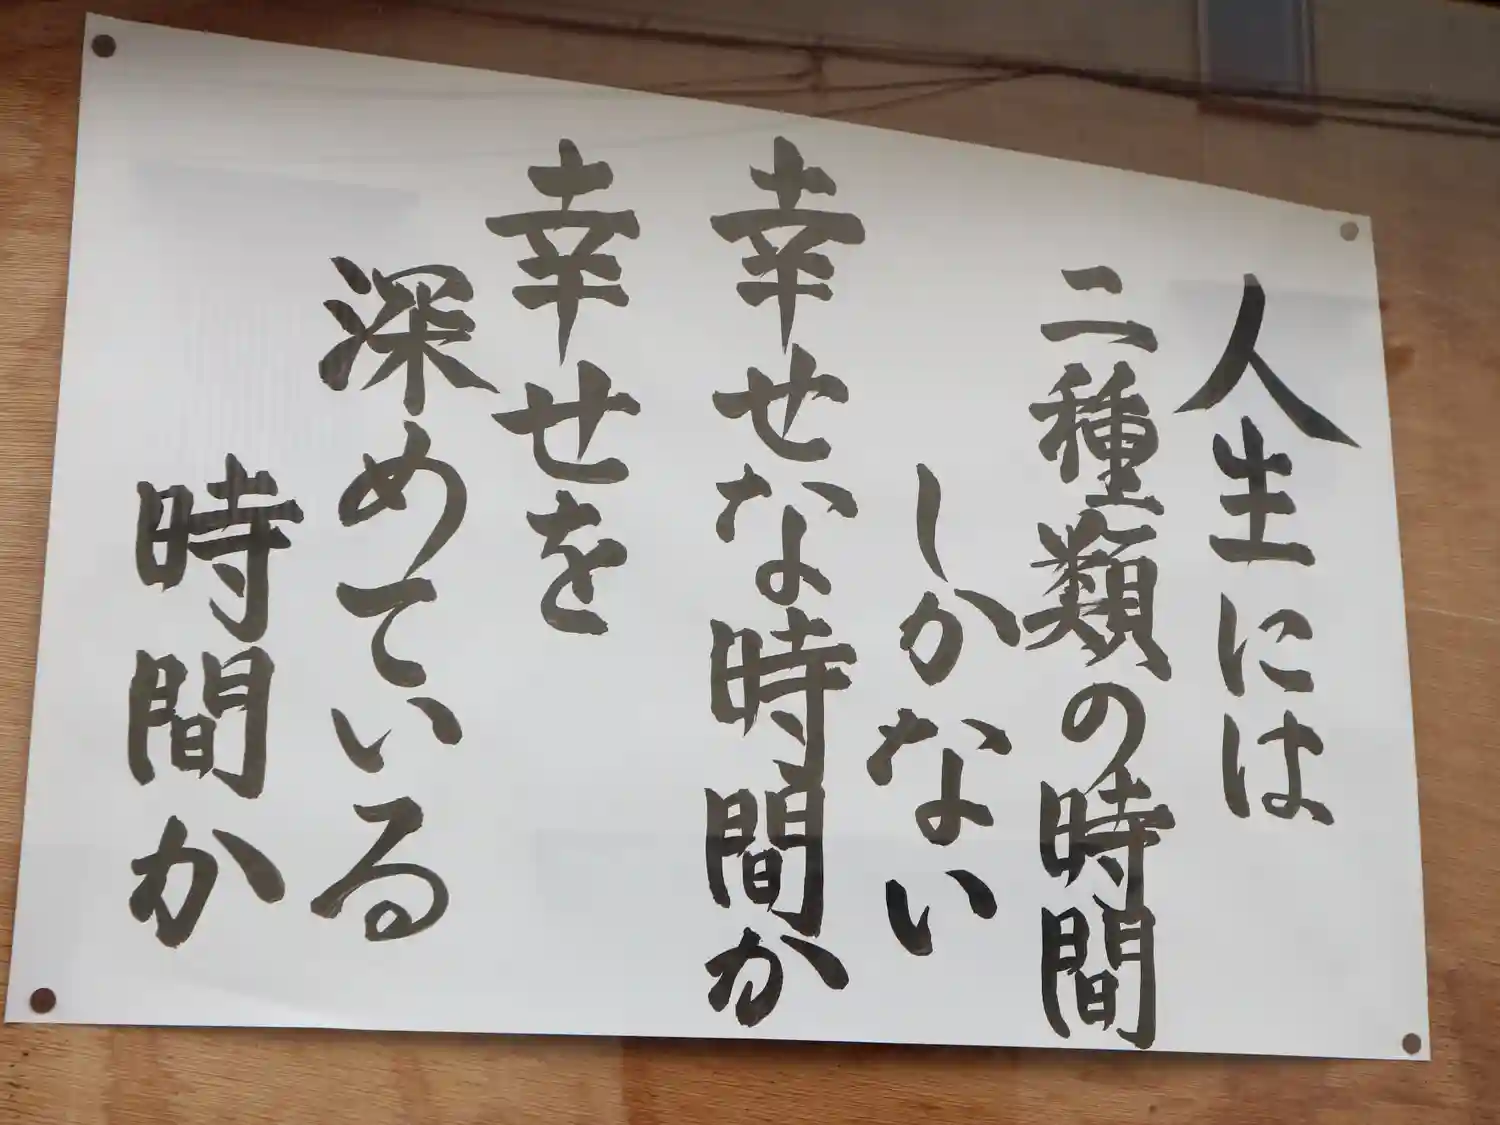 人生には
二種類の時間
しかない
幸せな時間か
幸せを
深めている
時間か